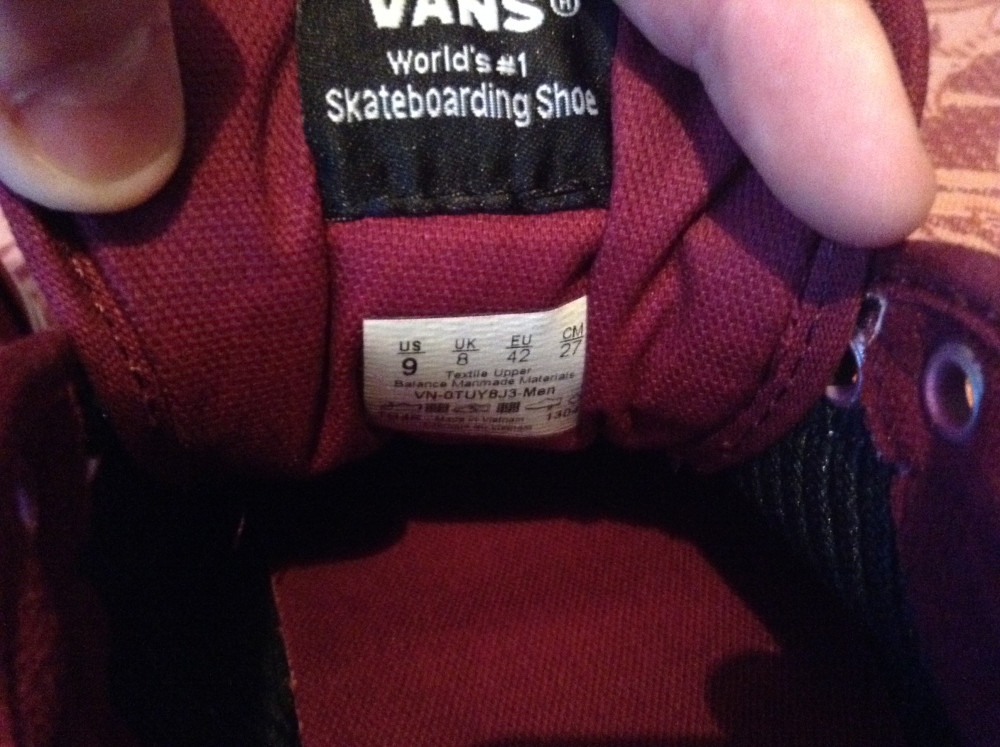 VANS®
World's #1
Skateboarding Shoe
US UK EU CM
9 8 42 27
Textile Upper
Balance Manmade Materials
VN-0TUY8J3-Men
Made in Vietnam
Vietnam